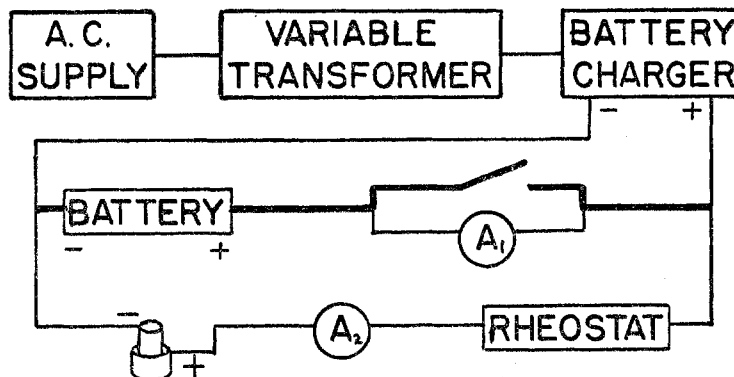 A.C.
SUPPLY
VARIABLE
TRANSFORMER
BATTERY
CHARGER
- +
BATTERY
- +
A₁
-
+
A₂
RHEOSTAT